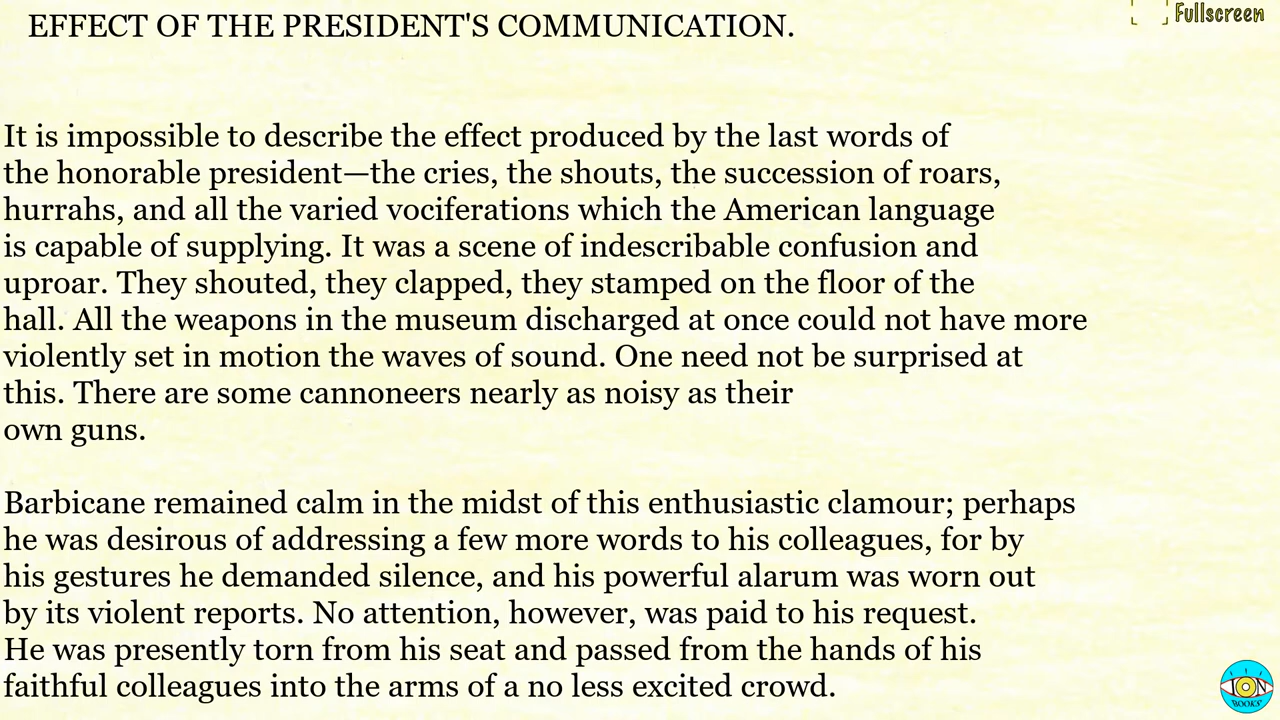 EFFECT OF THE PRESIDENT'S COMMUNICATION.
Fullscreen
It is impossible to describe the effect produced by the last words of
the honorable president—the cries, the shouts, the succession of roars,
hurrahs, and all the varied vociferations which the American language
is capable of supplying. It was a scene of indescribable confusion and
uproar. They shouted, they clapped, they stamped on the floor of the
hall. All the weapons in the museum discharged at once could not have more
violently set in motion the waves of sound. One need not be surprised at
this. There are some cannoneers nearly as noisy as their
own guns.
Barbicane remained calm in the midst of this enthusiastic clamour; perhaps
he was desirous of addressing a few more words to his colleagues, for by
his gestures he demanded silence, and his powerful alarum was worn out
by its violent reports. No attention, however, was paid to his request.
He was presently torn from his seat and passed from the hands of his
faithful colleagues into the arms of a no less excited crowd.
ION
BOOKS